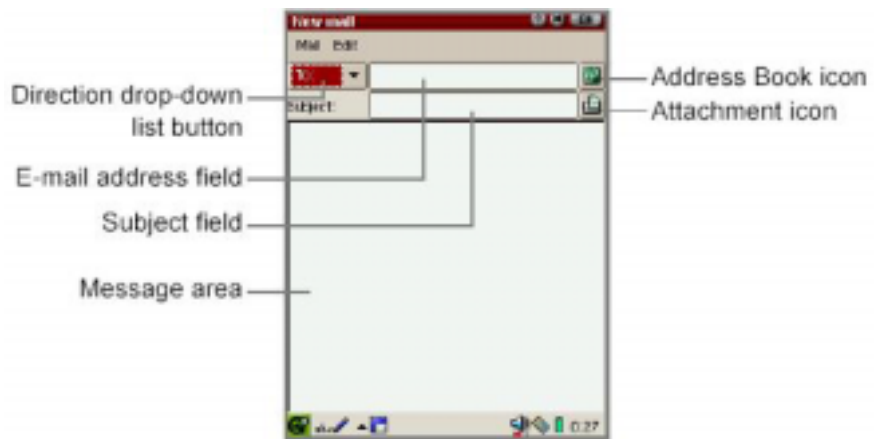 New mail
Mail Edit
To:
Subject:
Direction drop-down
list button
E-mail address field
Subject field
Message area
Address Book icon
Attachment icon
0:27